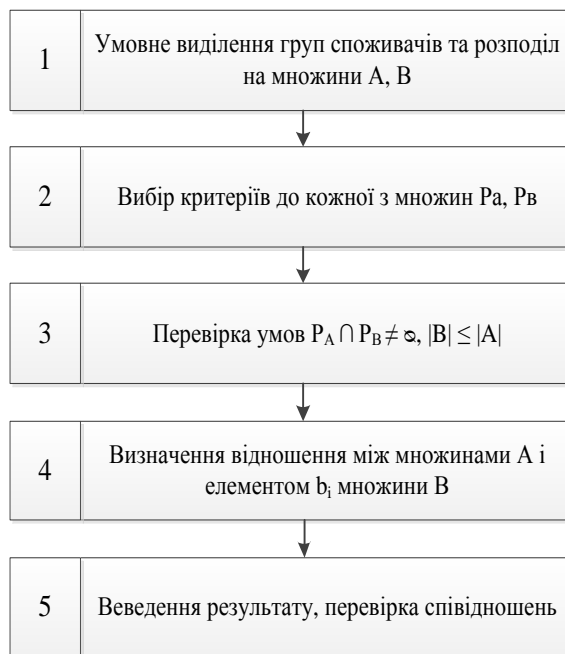 1
Умовне виділення груп споживачів та розподіл
на множини А, В
2
Вибір критеріїв до кожної з множин Ра, Рв
3
Перевірка умов P_A ∩ P_B ≠ ⦰, |B| ≤ |A|
4
Визначення відношення між множинами А і
елементом b_i множини В
5
Веведення результату, перевірка співідношень